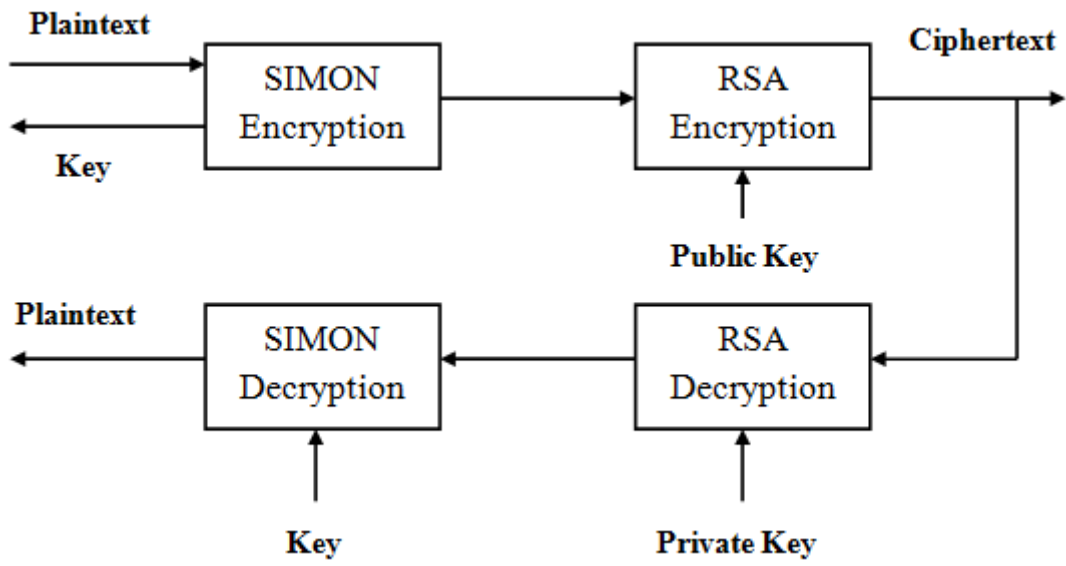 Plaintext
Ciphertext
SIMON
Encryption
RSA
Encryption
Key
Public Key
Plaintext
SIMON
Decryption
RSA
Decryption
Key
Private Key